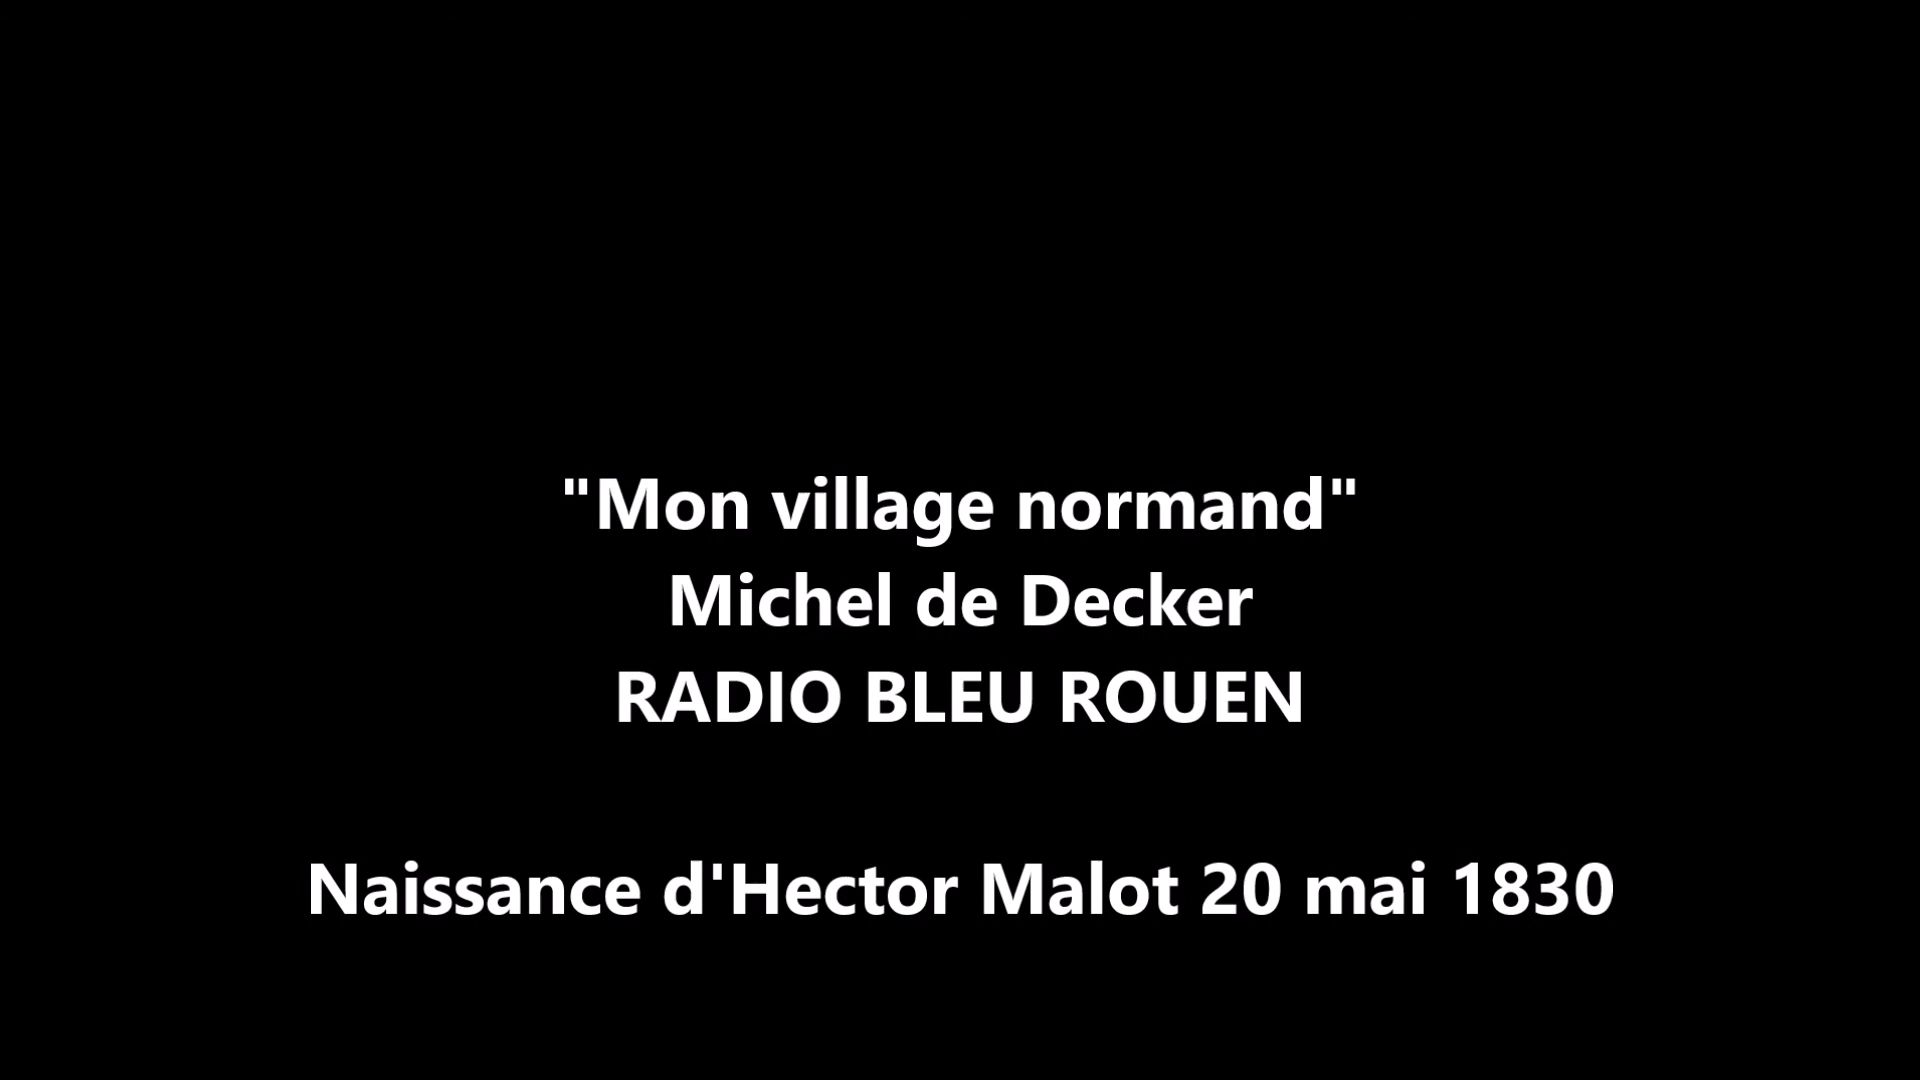 "Mon village normand"
Michel de Decker
RADIO BLEU ROUEN
Naissance d'Hector Malot 20 mai 1830